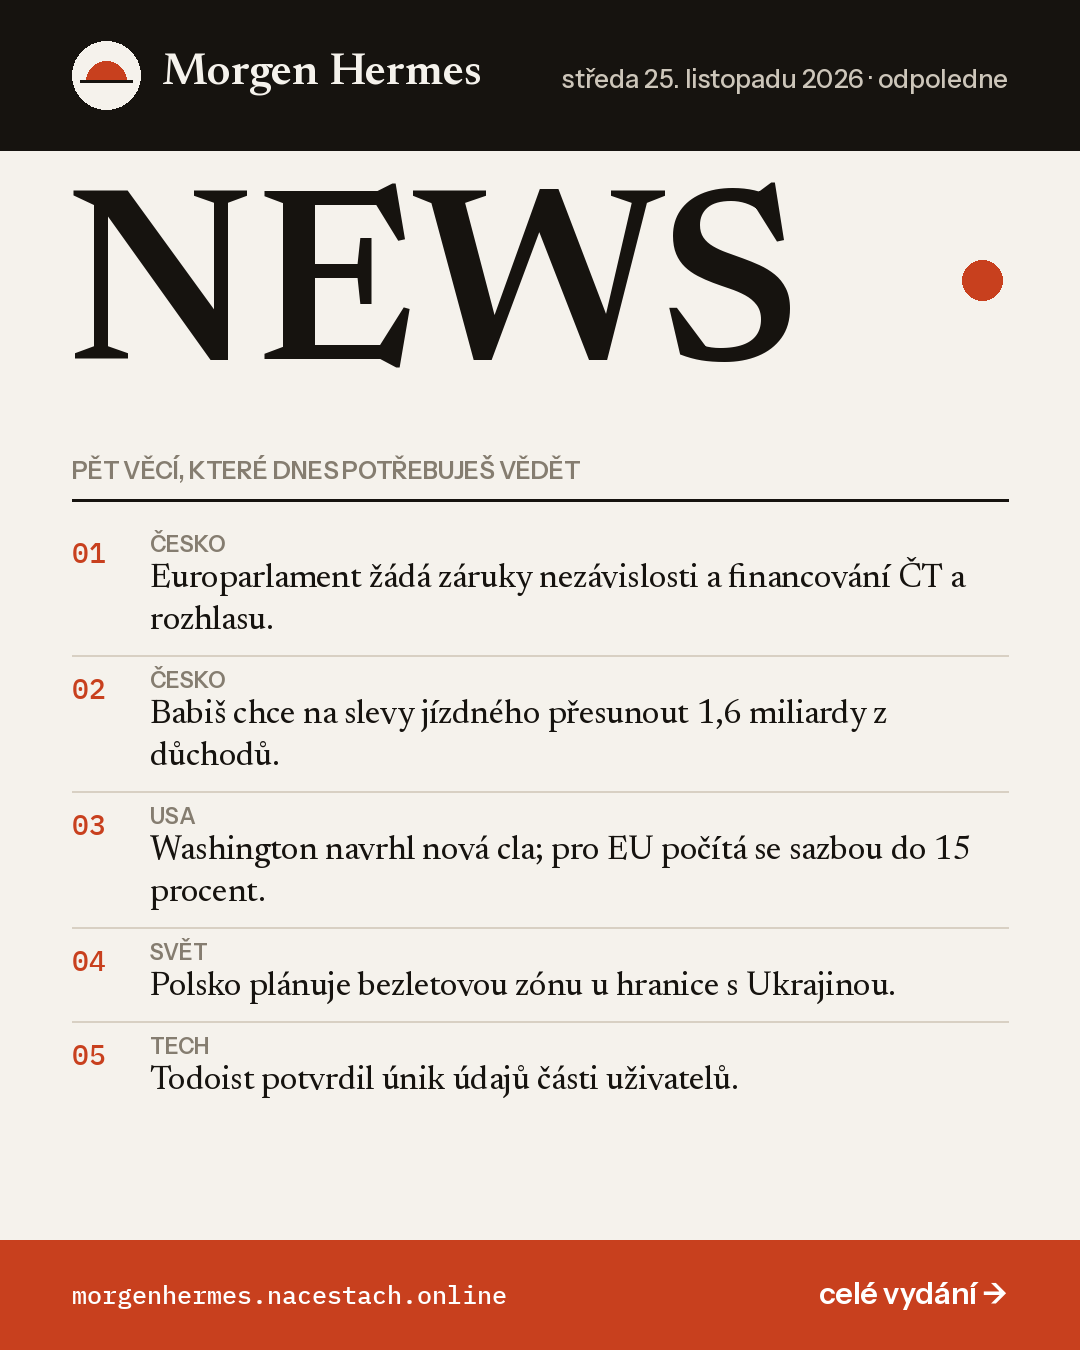 Morgen Hermes
středa 25. listopadu 2026 · odpoledne
NEWS
PĚT VĚCÍ, KTERÉ DNES POTŘEBUJEŠ VĚDĚT
01
ČESKO
Europarlament žádá záruky nezávislosti a financování ČT a
rozhlasu.
02
ČESKO
Babiš chce na slevy jízdného přesunout 1,6 miliardy z
důchodů.
03
USA
Washington navrhl nová cla; pro EU počítá se sazbou do 15
procent.
04
SVĚT
Polsko plánuje bezletovou zónu u hranice s Ukrajinou.
05
TECH
Todoist potvrdil únik údajů části uživatelů.
morgenhermes.nacestach.online
celé vydání →